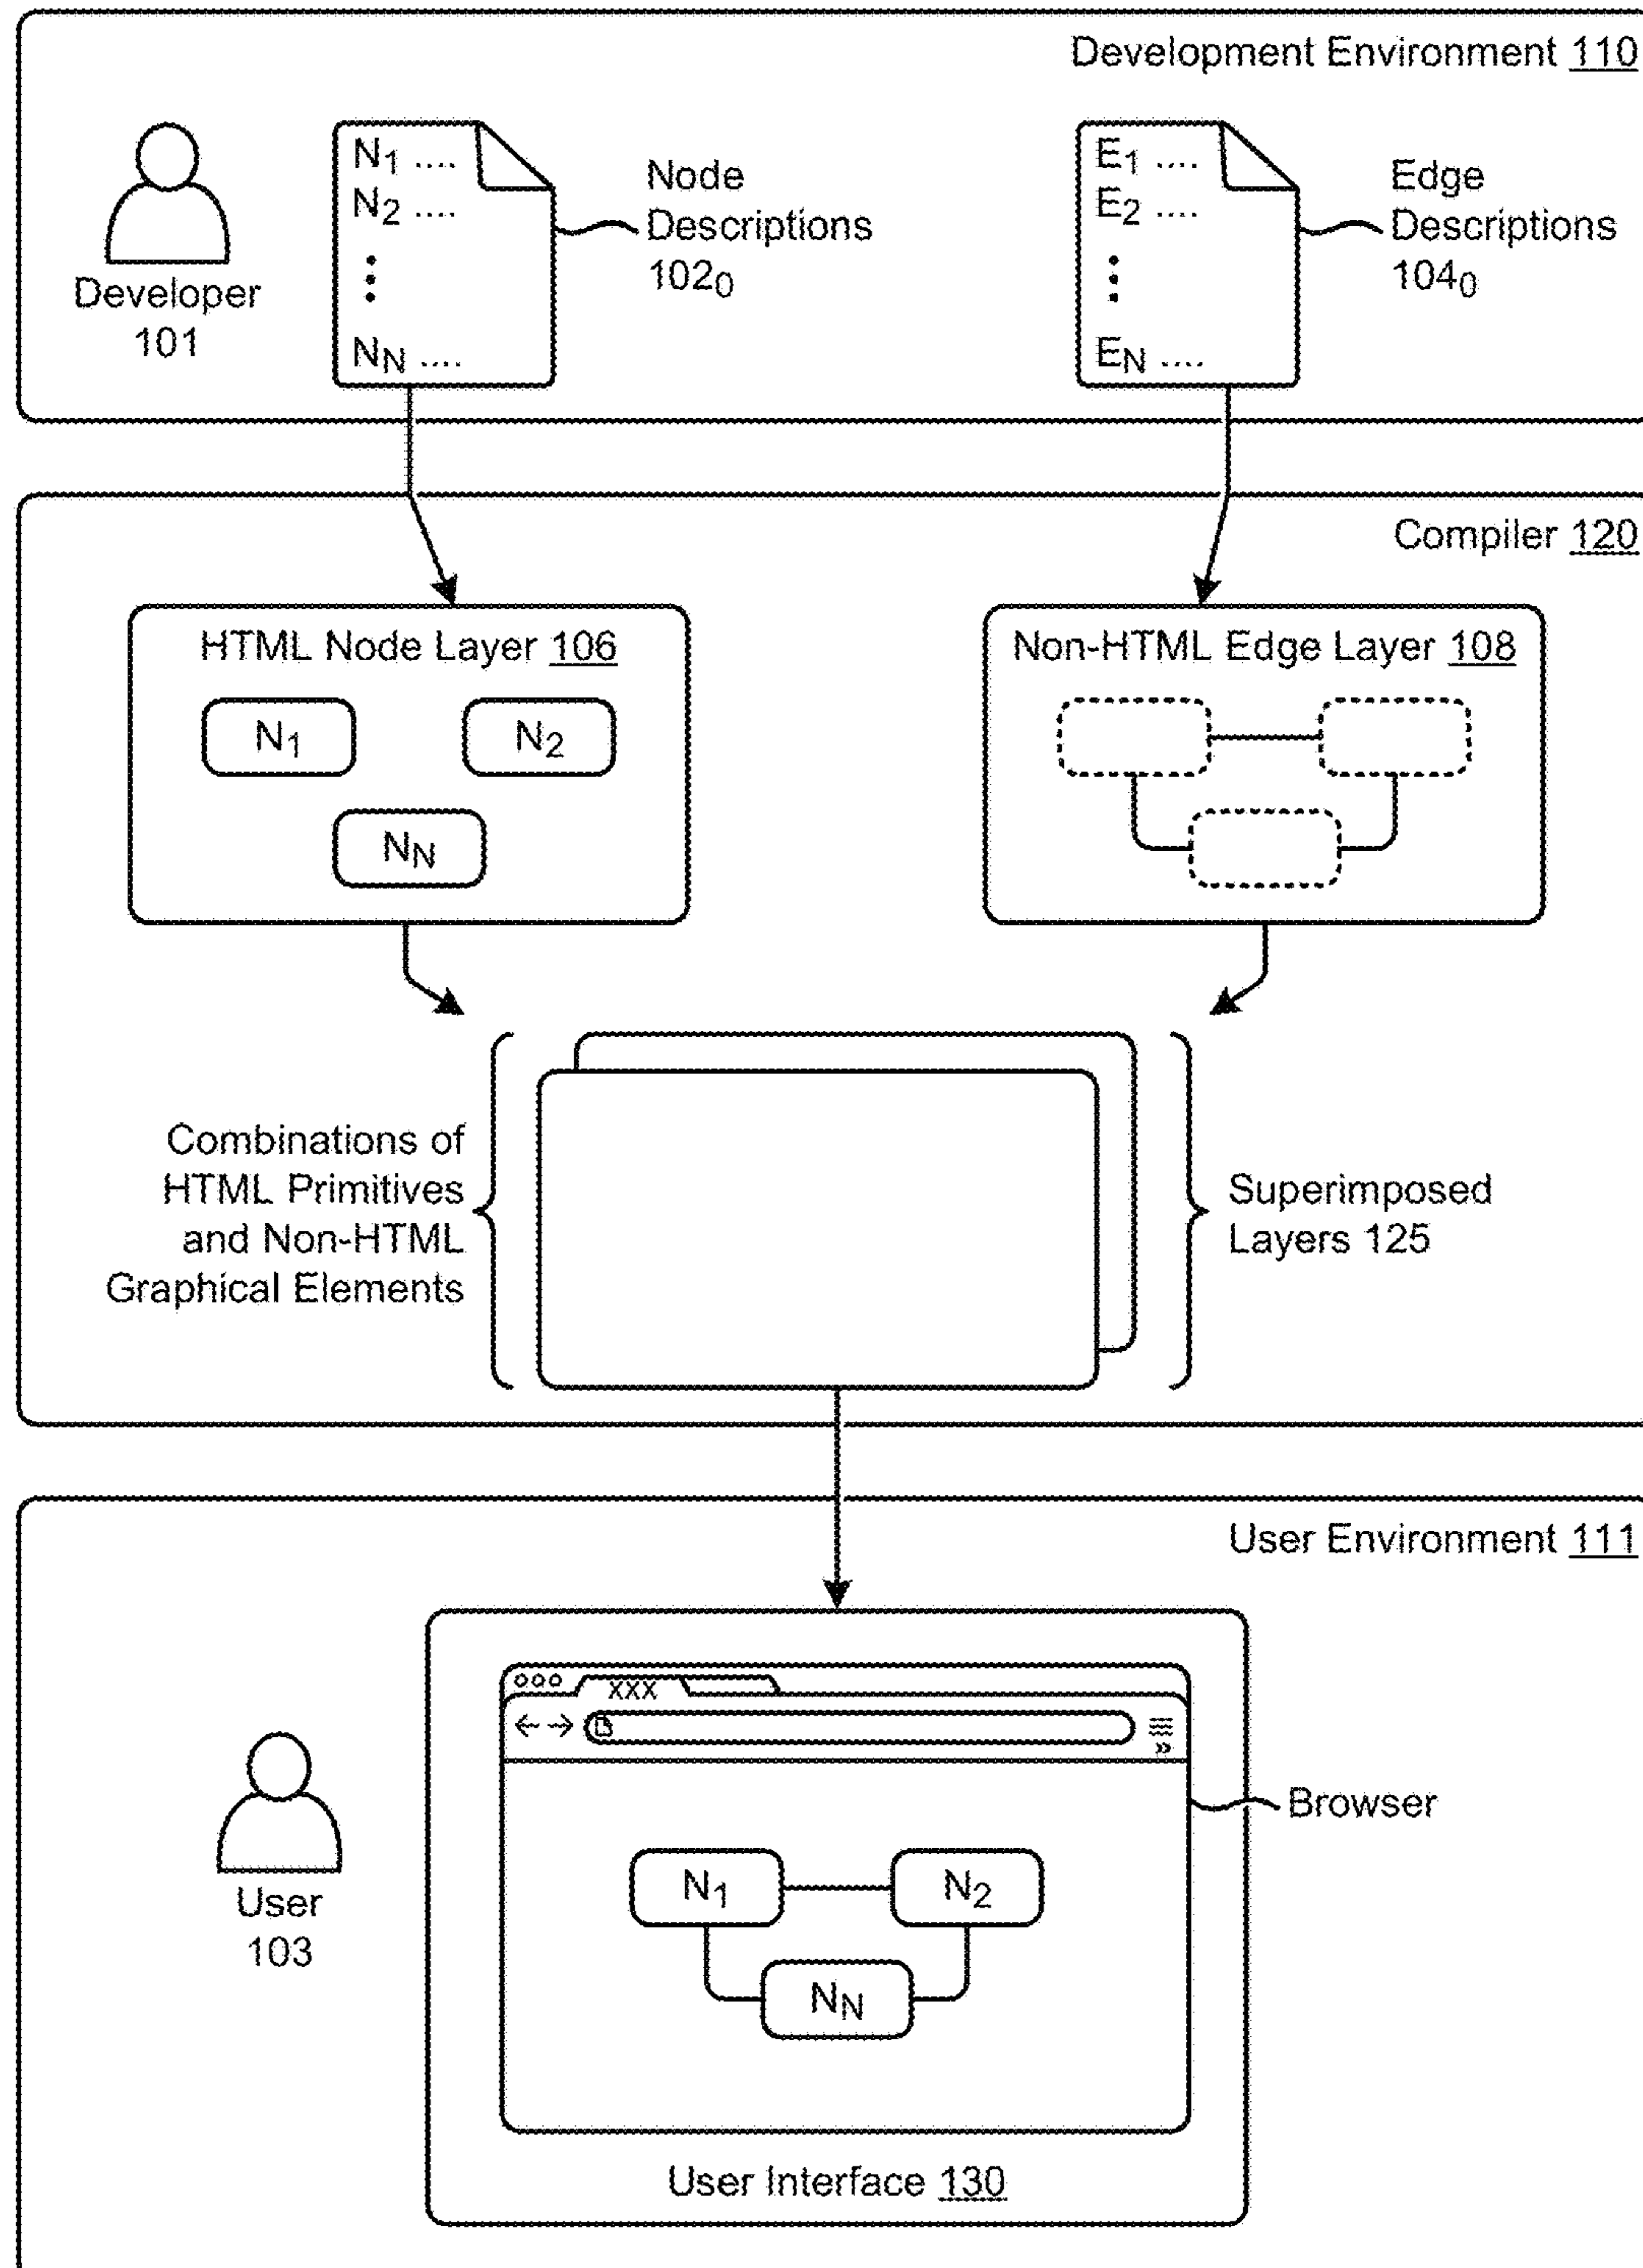 Development Environment 110
N1 ....
N2 ....
⋮
NN ....
Node
Descriptions
102₀
E1 ....
E2 ....
⋮
EN ....
Edge
Descriptions
104₀
Developer
101
Compiler 120
HTML Node Layer 106
N1
N2
NN
Non-HTML Edge Layer 108
Combinations of
HTML Primitives
and Non-HTML
Graphical Elements
Superimposed
Layers 125
User Environment 111
XXX
Browser
N1
N2
NN
User
103
User Interface 130